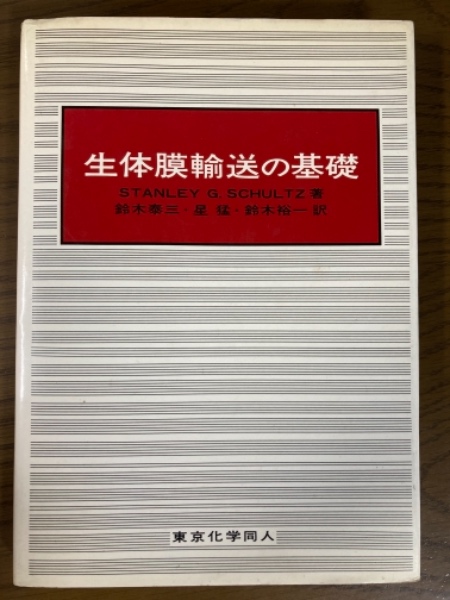 生体膜輸送の基礎
STANLEY G. SCHULTZ 著
鈴木泰三・星 猛・鈴木裕一 訳
東京化学同人